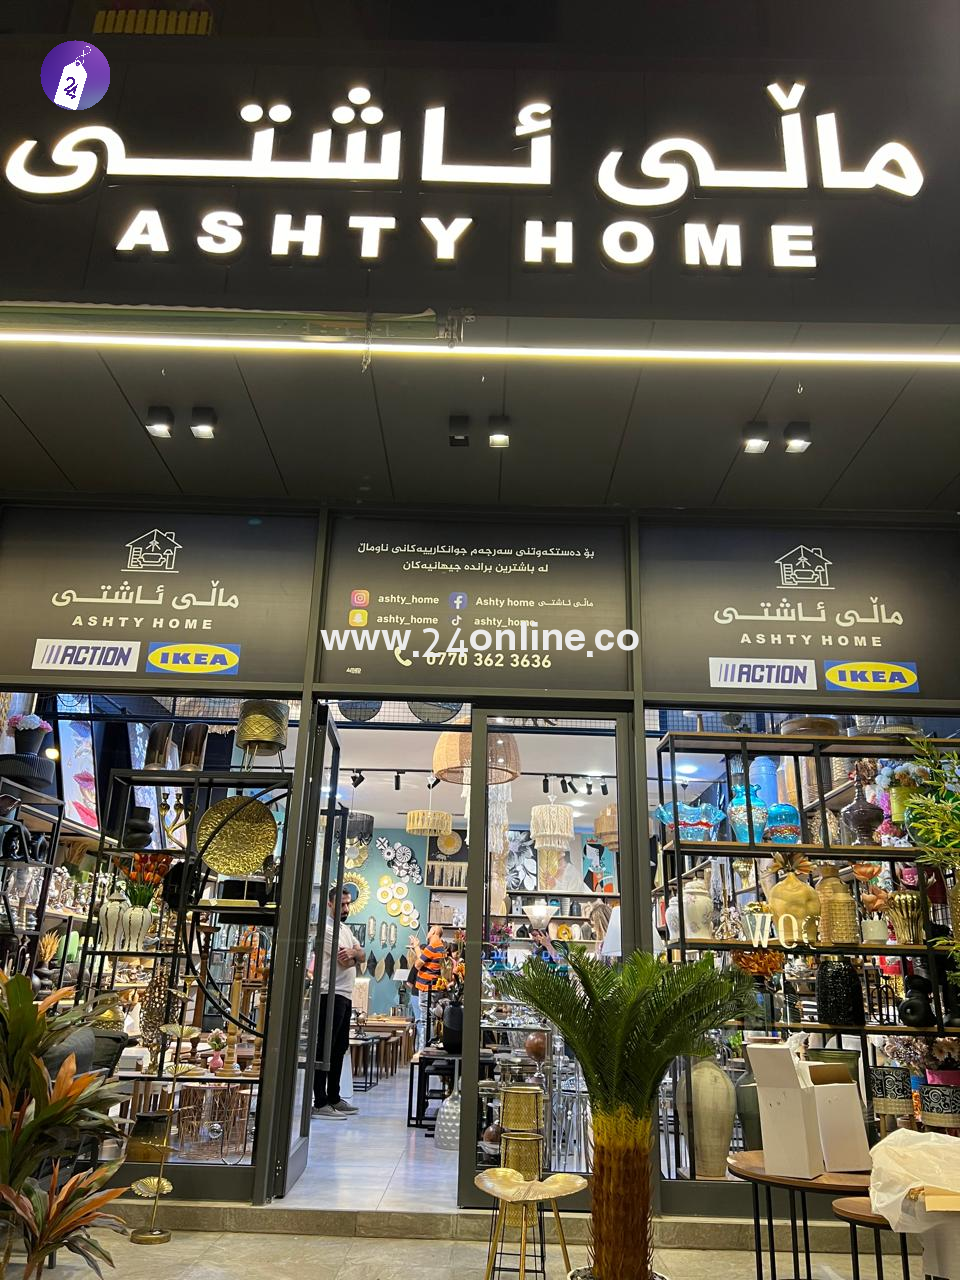 24
ماڵی ئاشتی
ASHTY HOME
ماڵی ئاشتی
ASHTY HOME
ACTION
IKEA
بۆ دەستکەوتنی سەرجەم جوانکارییەکانی ناوماڵ
لە باشترین براندە جیهانیەکان
ashty_home
Ashty home ماڵی ئاشتی
ashty_home
ashty_home
www.24online.co
0770 362 3636
ماڵی ئاشتی
ASHTY HOME
ACTION
IKEA